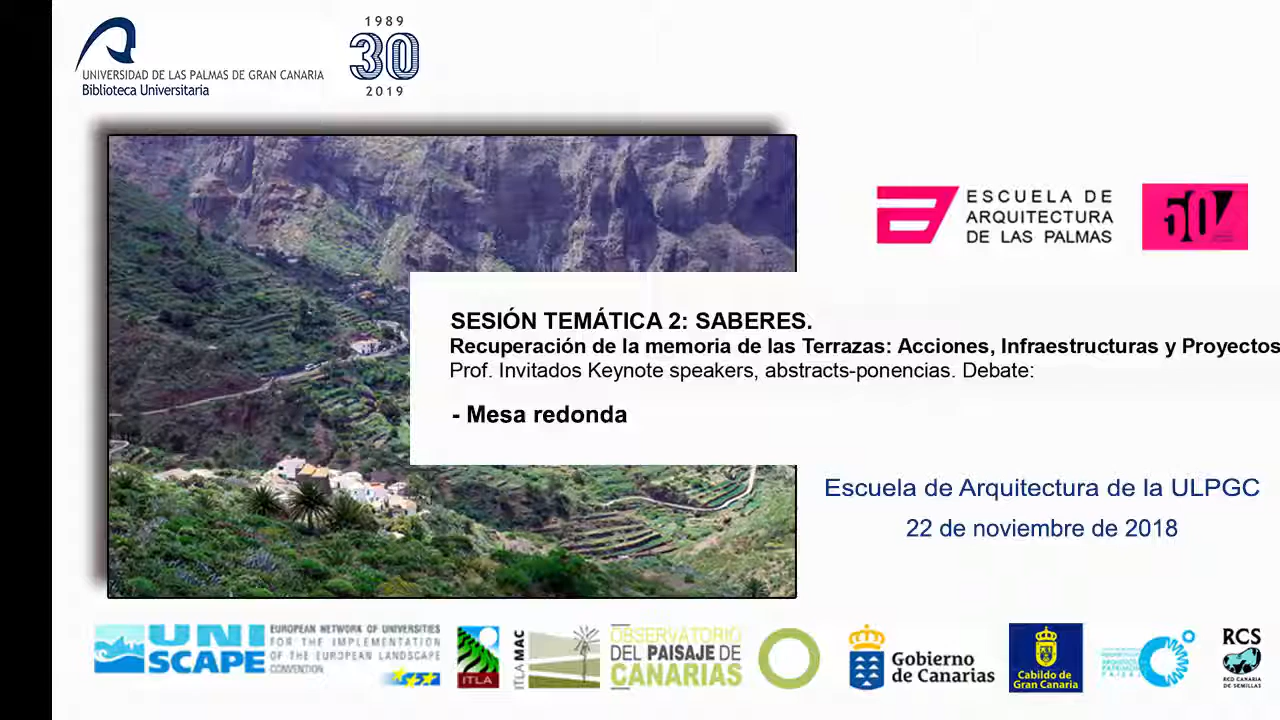 1989
30
2019
UNIVERSIDAD DE LAS PALMAS DE GRAN CANARIA
Biblioteca Universitaria
ESCUELA DE
ARQUITECTURA
DE LAS PALMAS
50
SESIÓN TEMÁTICA 2: SABERES.
Recuperación de la memoria de las Terrazas: Acciones, Infraestructuras y Proyectos
Prof. Invitados Keynote speakers, abstracts-ponencias. Debate:
- Mesa redonda
Escuela de Arquitectura de la ULPGC
22 de noviembre de 2018
UNI
SCAPE
EUROPEAN NETWORK OF UNIVERSITIES
FOR THE IMPLEMENTATION
OF THE EUROPEAN LANDSCAPE
CONVENTION
ITLA
ITLA MAC
OBSERVATORIO
DEL PAISAJE DE
CANARIAS
Gobierno
de Canarias
Cabildo de
Gran Canaria
RCS
RED CANARIA
DE SEMILLAS